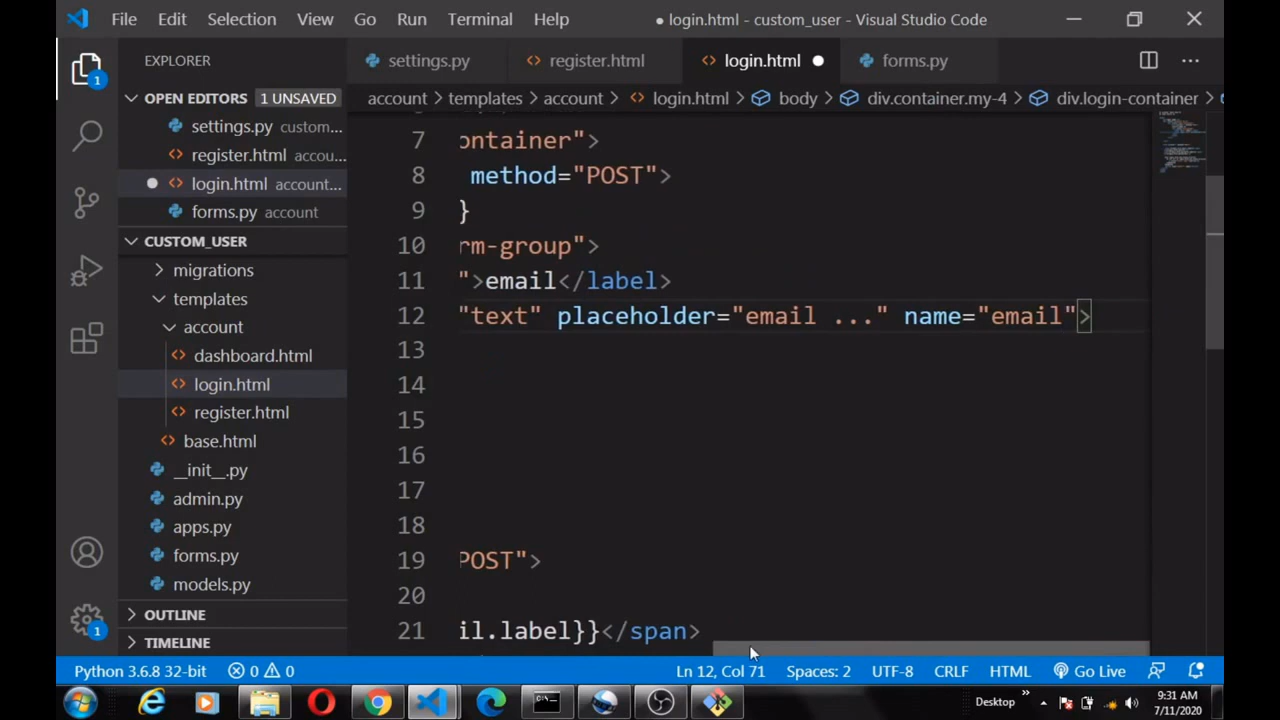 File Edit Selection View Go Run Terminal Help ● login.html - custom_user - Visual Studio Code
EXPLORER
settings.py register.html login.html ● forms.py
OPEN EDITORS 1 UNSAVED
account > templates > account > login.html > body > div.container.my-4 > div.login-container >
settings.py custom...
register.html accou...
login.html account...
forms.py account
CUSTOM_USER
migrations
templates
account
dashboard.html
login.html
register.html
base.html
__init__.py
admin.py
apps.py
forms.py
models.py
OUTLINE
TIMELINE
7 ontainer">
8 method="POST">
9 }
10 rm-group">
11 ">email</label>
12 "text" placeholder="email ..." name="email">
13
14
15
16
17
18
19 POST">
20
21 il.label}}</span>
1
1
Python 3.6.8 32-bit 0 0 Ln 12, Col 71 Spaces: 2 UTF-8 CRLF HTML Go Live
Desktop
9:31 AM
7/11/2020